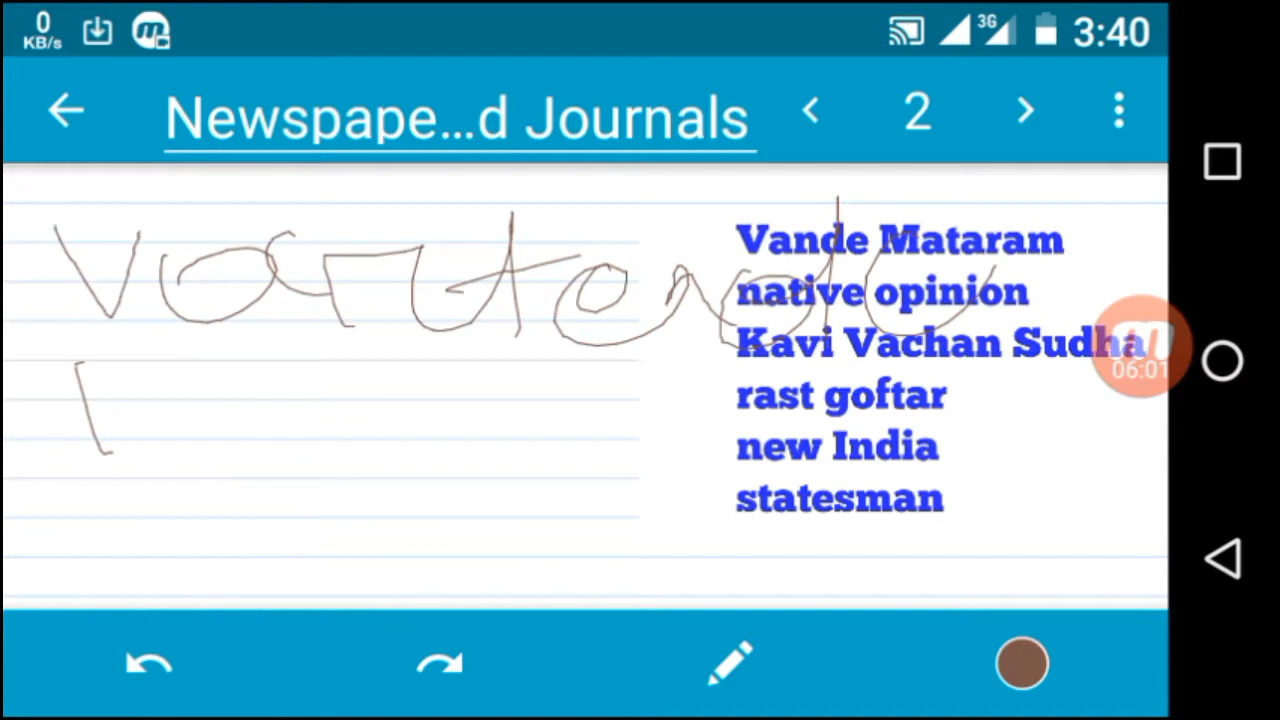 0
KB/s
3G
3:40
Newspape...d Journals
2
Vande Mataram
native opinion
Kavi Vachan Sudha
rast goftar
new India
statesman
06:01